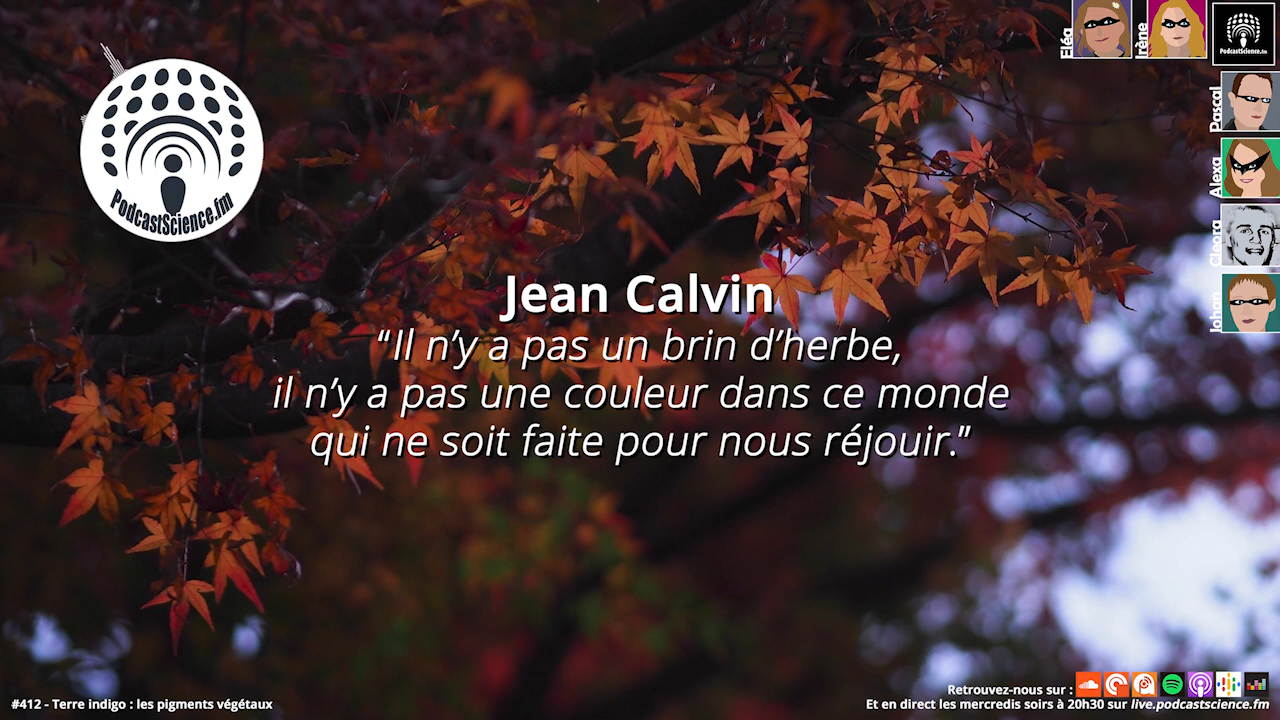 Eléa
Irène
PodcastScience.fm
PodcastScience.fm
Pascal
Alexa
Cleora
Johan
Jean Calvin
“Il n’y a pas un brin d’herbe,
il n’y a pas une couleur dans ce monde
qui ne soit faite pour nous réjouir.”
#412 - Terre indigo : les pigments végétaux
Retrouvez-nous sur :
Et en direct les mercredis soirs à 20h30 sur live.podcastscience.fm